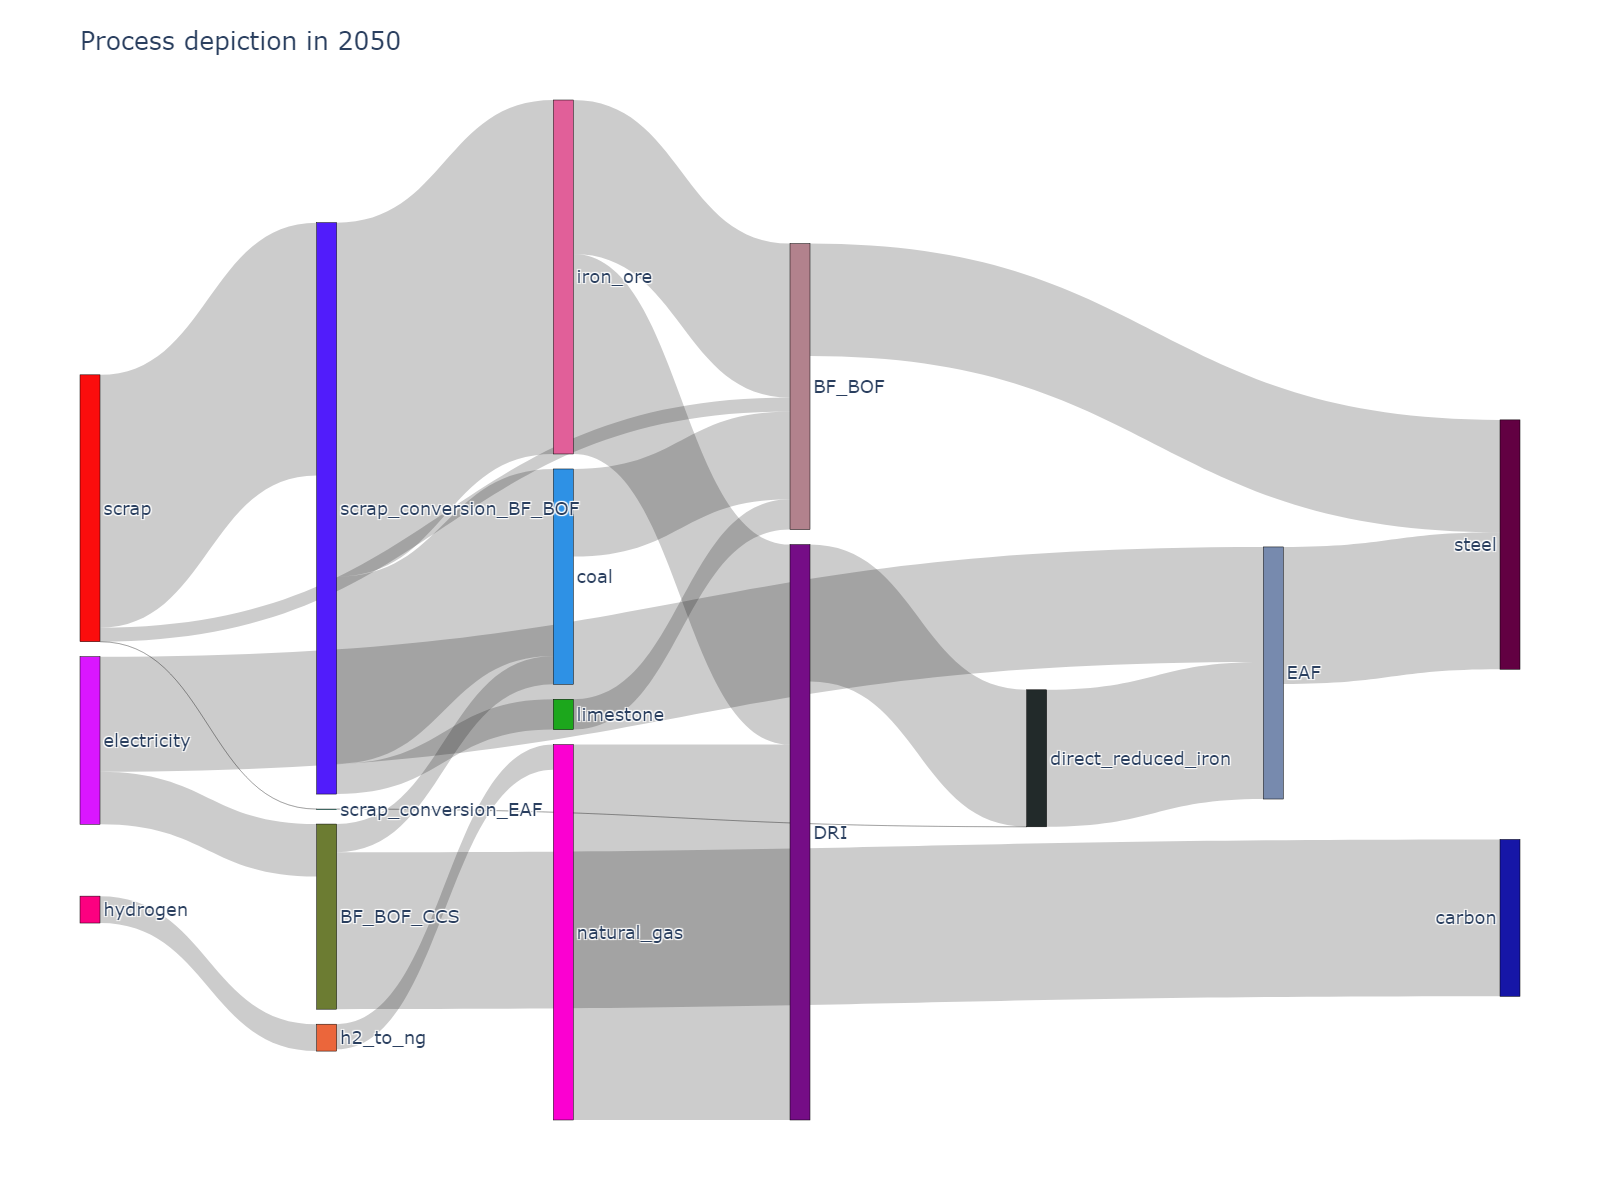 Process depiction in 2050
iron_ore
BF_BOF
scrap
scrap_conversion_BF_BOF
steel
coal
EAF
limestone
electricity
direct_reduced_iron
scrap_conversion_EAF
DRI
hydrogen
BF_BOF_CCS
carbon
natural_gas
h2_to_ng